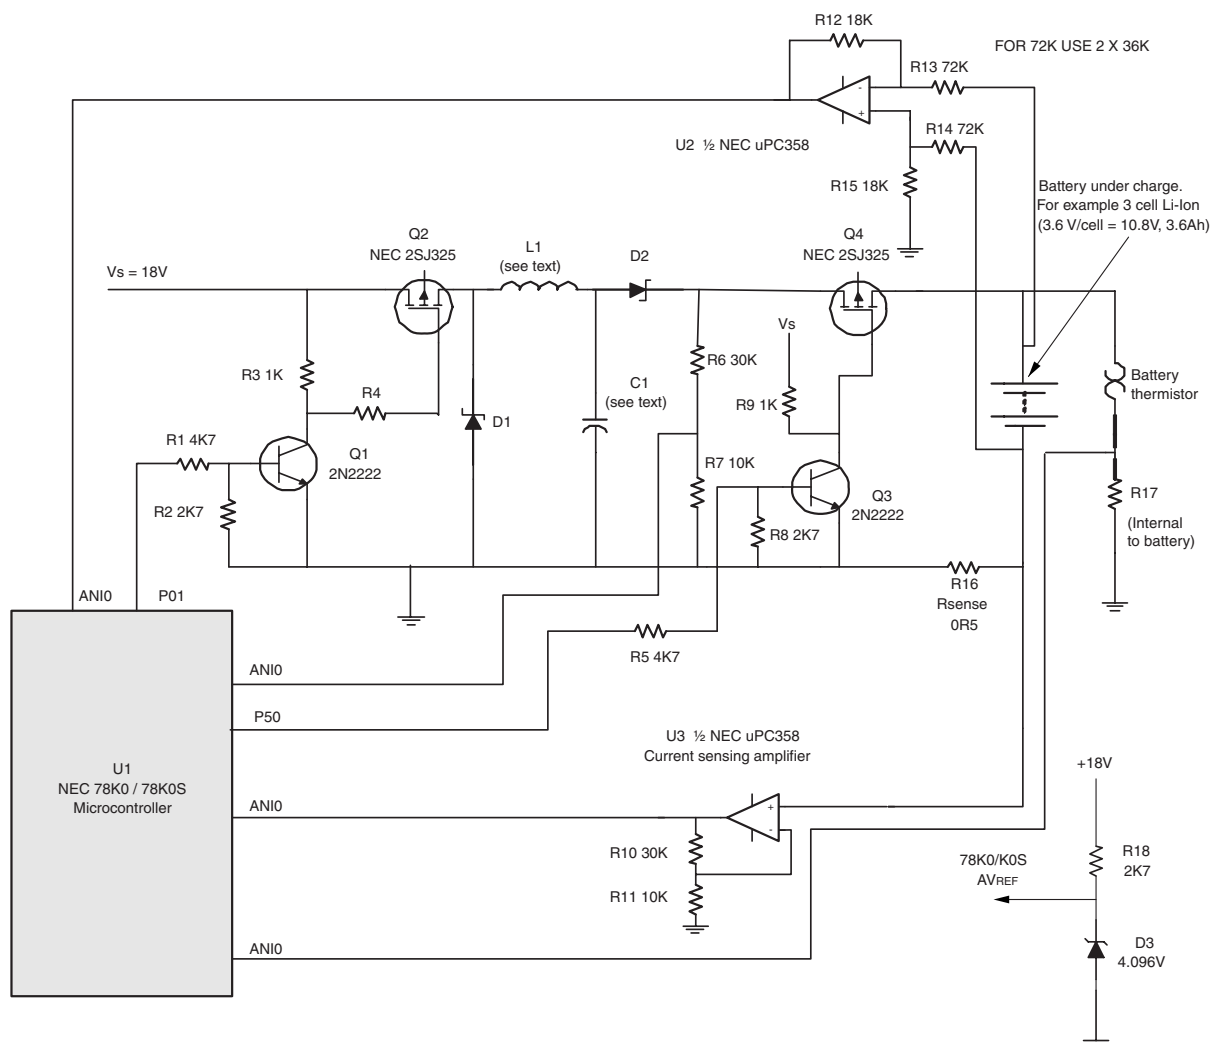 R12 18K
FOR 72K USE 2 X 36K
R13 72K
-
+
R14 72K
U2 ½ NEC uPC358
R15 18K
Battery under charge.
For example 3 cell Li-Ion
(3.6 V/cell = 10.8V, 3.6Ah)
Q2
NEC 2SJ325
L1
(see text)
D2
Q4
NEC 2SJ325
Vs = 18V
Vs
R3 1K
R4
R6 30K
C1
(see text)
R9 1K
Battery
thermistor
D1
R1 4K7
Q1
2N2222
R7 10K
R2 2K7
Q3
2N2222
R8 2K7
R17
(Internal
to battery)
R16
Rsense
0R5
ANI0
P01
R5 4K7
ANI0
P50
U3 ½ NEC uPC358
Current sensing amplifier
U1
NEC 78K0 / 78K0S
Microcontroller
+18V
ANI0
+
-
R10 30K
R11 10K
78K0/K0S
AVREF
R18
2K7
ANI0
D3
4.096V